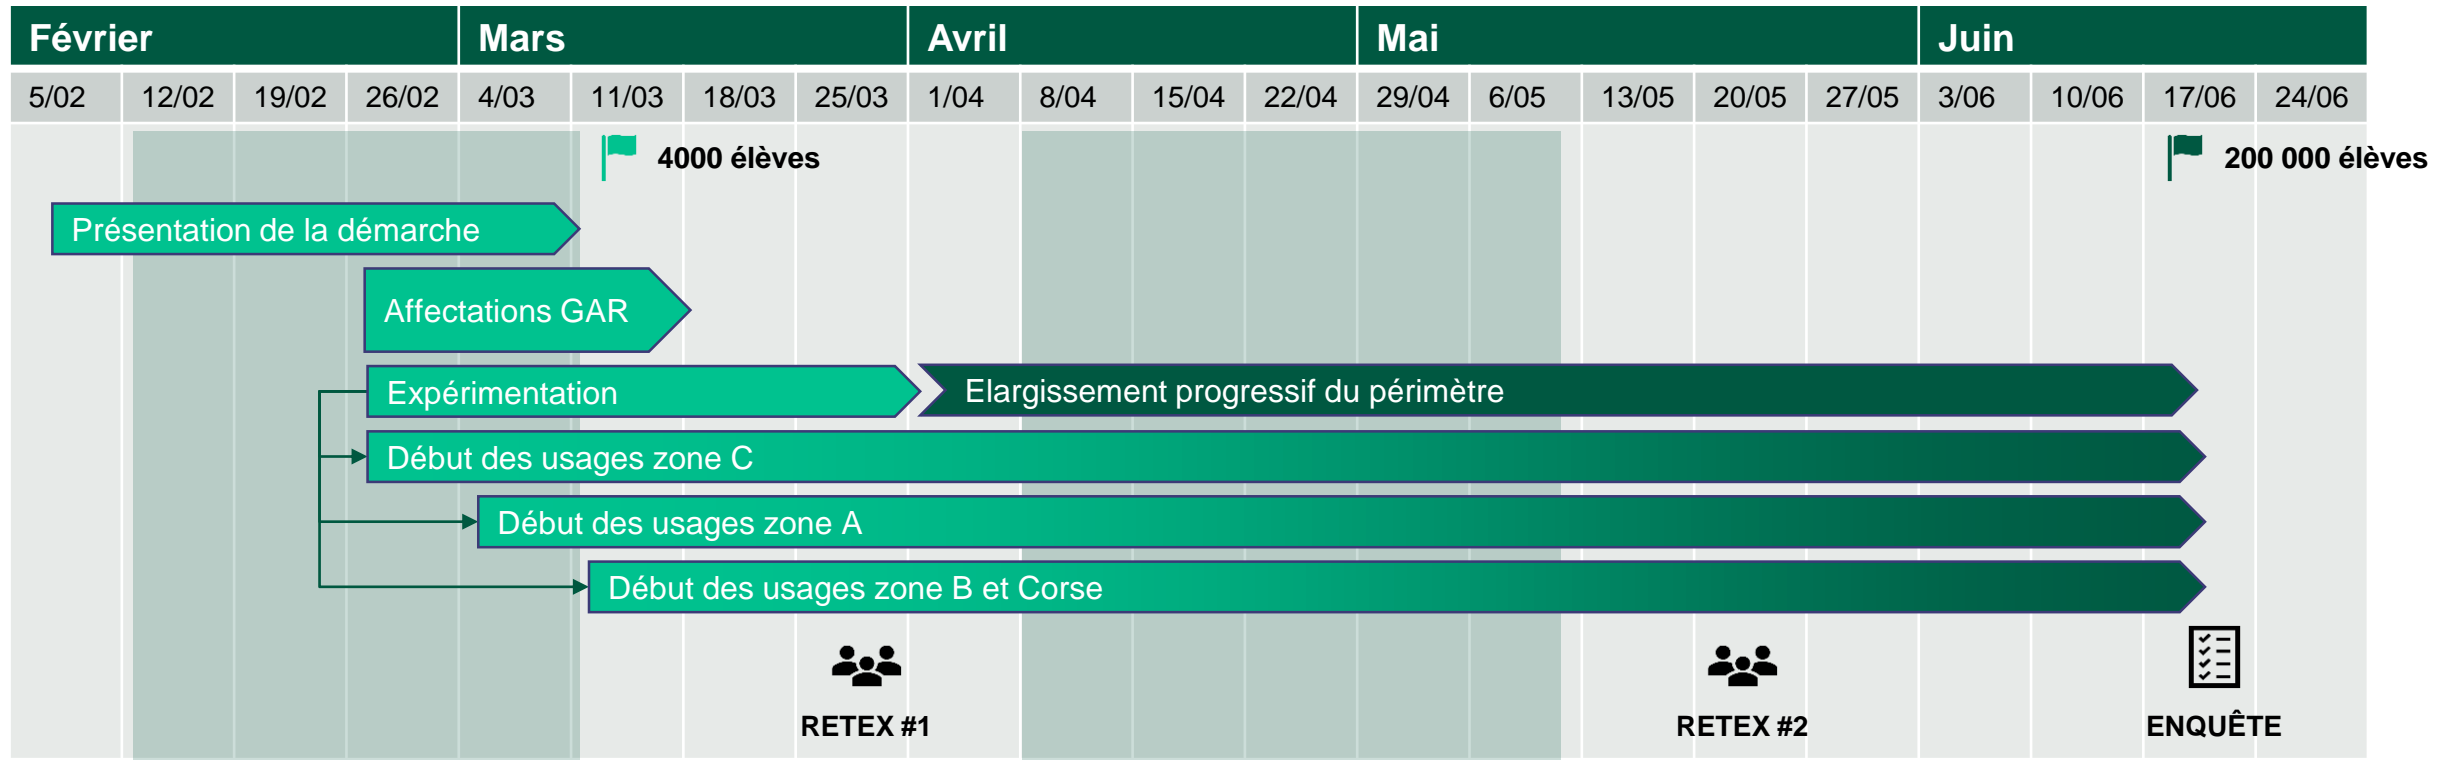 Février Mars Avril Mai Juin
5/02 12/02 19/02 26/02 4/03 11/03 18/03 25/03 1/04 8/04 15/04 22/04 29/04 6/05 13/05 20/05 27/05 3/06 10/06 17/06 24/06
4000 élèves 200 000 élèves
Présentation de la démarche
Affectations GAR
Expérimentation Elargissement progressif du périmètre
Début des usages zone C
Début des usages zone A
Début des usages zone B et Corse
RETEX #1 RETEX #2 ENQUÊTE